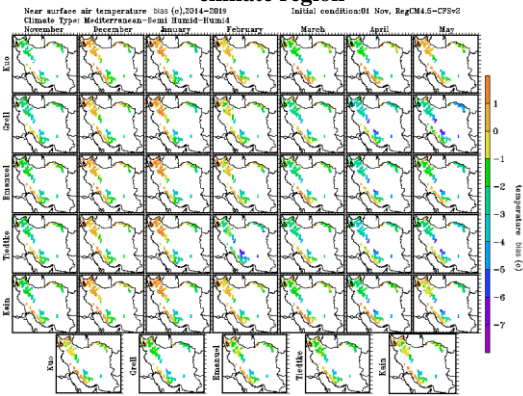 climate region
Near surface air temperature bias (c),2014-2019 Initial condition:01 Nov, RegCM4.5-CFSv2
Climate Type: Mediterranean-Semi Humid-Humid
November December January February March April May
Kuo
Grell
Emanuel
Tiedtke
Kain
1
0
-1
-2
-3
-4
-5
-6
-7
temperature bias (c)
Kuo Grell Emanuel Tiedtke Kain